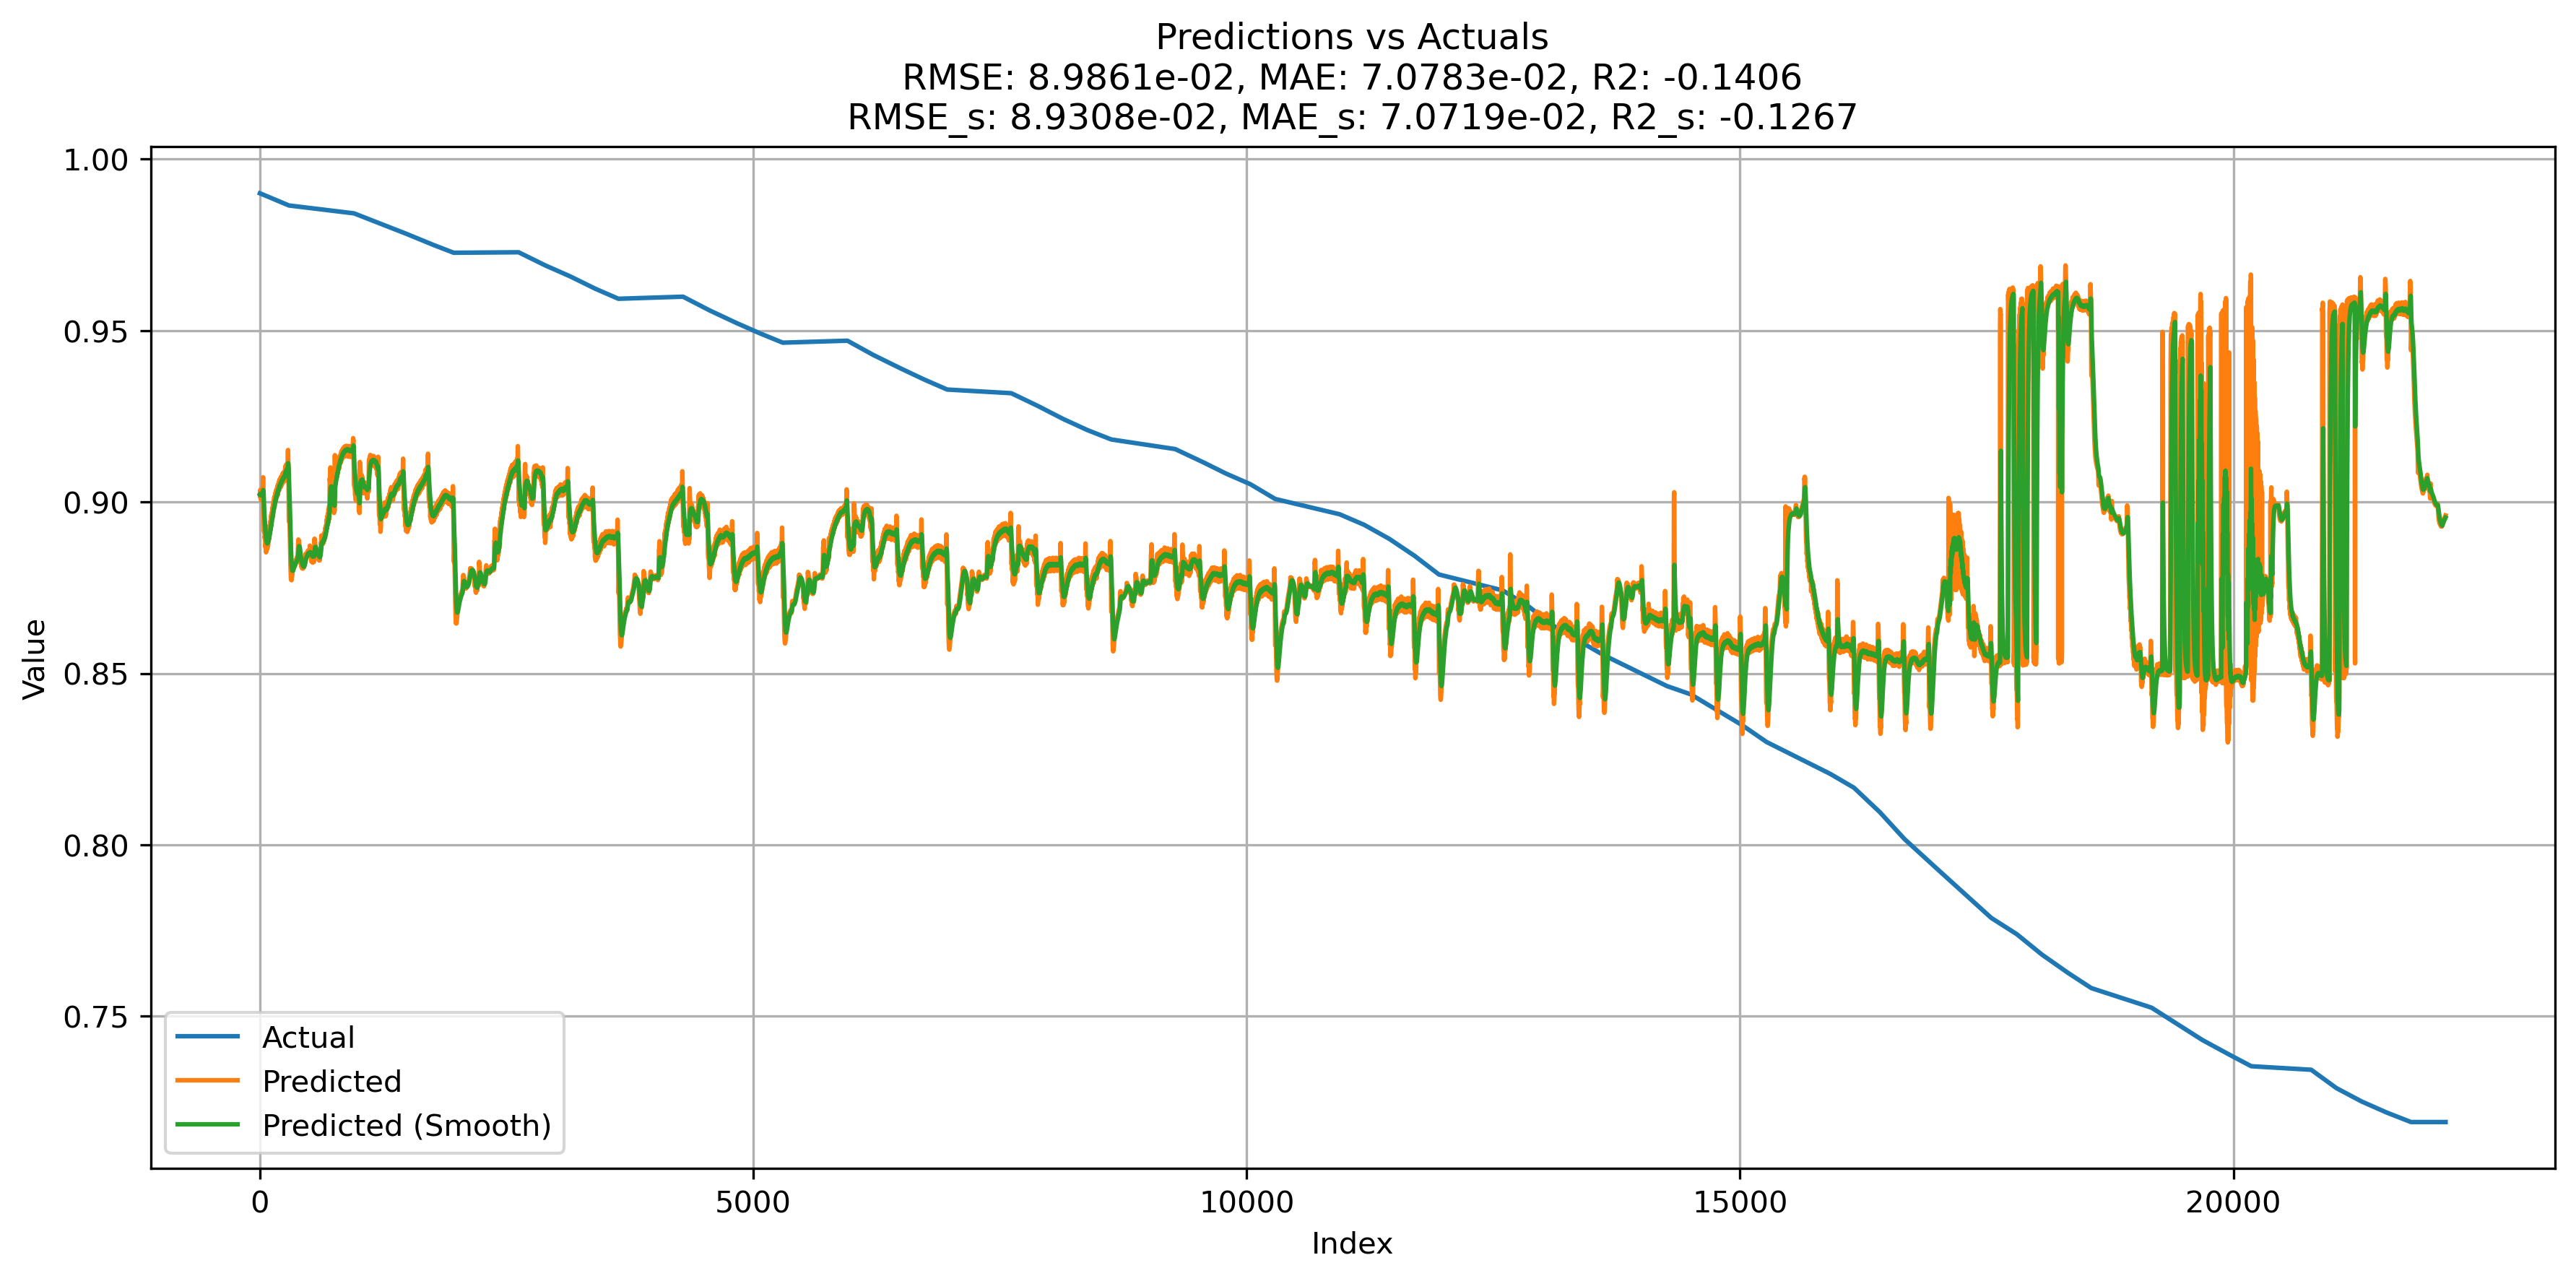 Predictions vs Actuals
RMSE: 8.9861e-02, MAE: 7.0783e-02, R2: -0.1406
RMSE_s: 8.9308e-02, MAE_s: 7.0719e-02, R2_s: -0.1267
1.00
0.95
0.90
0.85
0.80
0.75
Value
Actual
Predicted
Predicted (Smooth)
0
5000
10000
15000
20000
Index